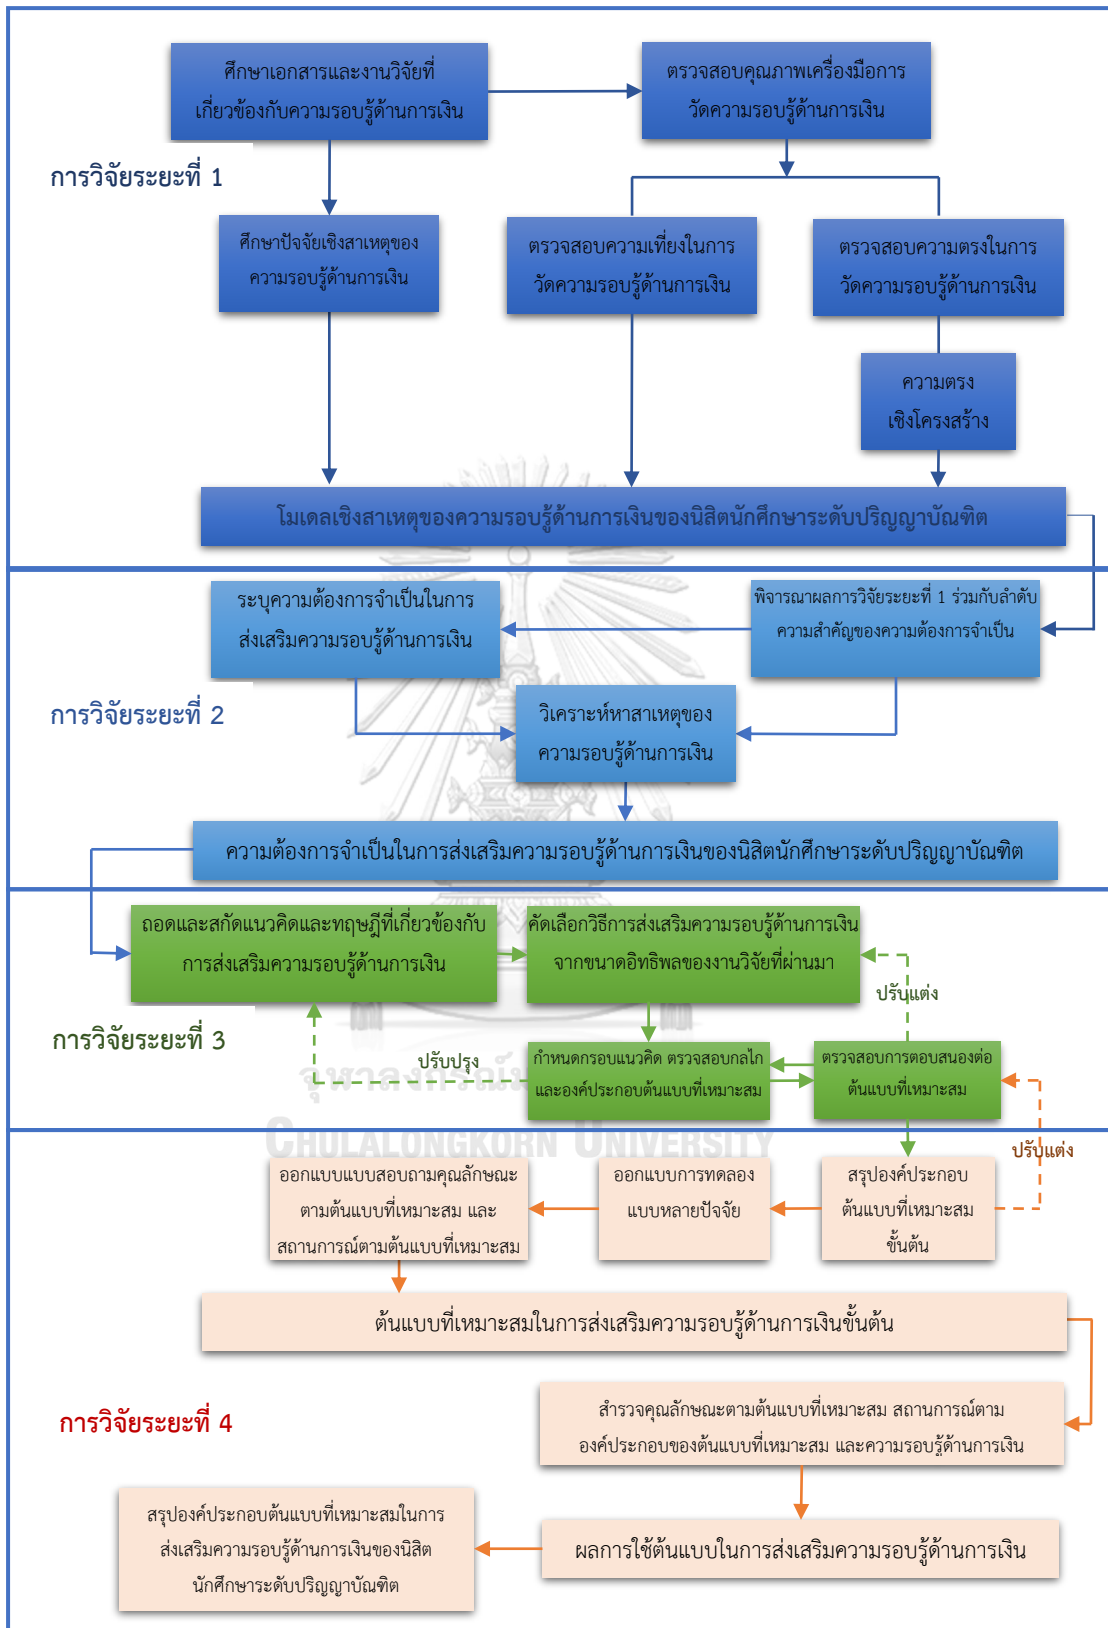 ศึกษาเอกสารและงานวิจัยที่
เกี่ยวข้องกับความรอบรู้ด้านการเงิน
ตรวจสอบคุณภาพเครื่องมือการ
วัดความรอบรู้ด้านการเงิน
การวิจัยระยะที่ 1
ศึกษาปัจจัยเชิงสาเหตุของ
ความรอบรู้ด้านการเงิน
ตรวจสอบความเที่ยงในการ
วัดความรอบรู้ด้านการเงิน
ตรวจสอบความตรงในการ
วัดความรอบรู้ด้านการเงิน
ความตรง
เชิงโครงสร้าง
โมเดลเชิงสาเหตุของความรอบรู้ด้านการเงินของนิสิตนักศึกษาระดับปริญญาบัณฑิต
ระบุความต้องการจำเป็นในการ
ส่งเสริมความรอบรู้ด้านการเงิน
พิจารณาผลการวิจัยระยะที่ 1 ร่วมกับลำดับ
ความสำคัญของความต้องการจำเป็น
การวิจัยระยะที่ 2
วิเคราะห์หาสาเหตุของ
ความรอบรู้ด้านการเงิน
ความต้องการจำเป็นในการส่งเสริมความรอบรู้ด้านการเงินของนิสิตนักศึกษาระดับปริญญาบัณฑิต
ถอดและสกัดแนวคิดและทฤษฎีที่เกี่ยวข้องกับ
การส่งเสริมความรอบรู้ด้านการเงิน
คัดเลือกวิธีการส่งเสริมความรอบรู้ด้านการเงิน
จากขนาดอิทธิพลของงานวิจัยที่ผ่านมา
ปรับแต่ง
การวิจัยระยะที่ 3
ปรับปรุง
กำหนดกรอบแนวคิด ตรวจสอบกลไก
และองค์ประกอบต้นแบบที่เหมาะสม
ตรวจสอบการตอบสนองต่อ
ต้นแบบที่เหมาะสม
CHULALONGKORN UNIVERSITY
ปรับแต่ง
ออกแบบแบบสอบถามคุณลักษณะ
ตามต้นแบบที่เหมาะสม และ
สถานการณ์ตามต้นแบบที่เหมาะสม
ออกแบบการทดลอง
แบบหลายปัจจัย
สรุปองค์ประกอบ
ต้นแบบที่เหมาะสม
ขั้นต้น
ต้นแบบที่เหมาะสมในการส่งเสริมความรอบรู้ด้านการเงินขั้นต้น
การวิจัยระยะที่ 4
สำรวจคุณลักษณะตามต้นแบบที่เหมาะสม สถานการณ์ตาม
องค์ประกอบของต้นแบบที่เหมาะสม และความรอบรู้ด้านการเงิน
สรุปองค์ประกอบต้นแบบที่เหมาะสมในการ
ส่งเสริมความรอบรู้ด้านการเงินของนิสิต
นักศึกษาระดับปริญญาบัณฑิต
ผลการใช้ต้นแบบในการส่งเสริมความรอบรู้ด้านการเงิน